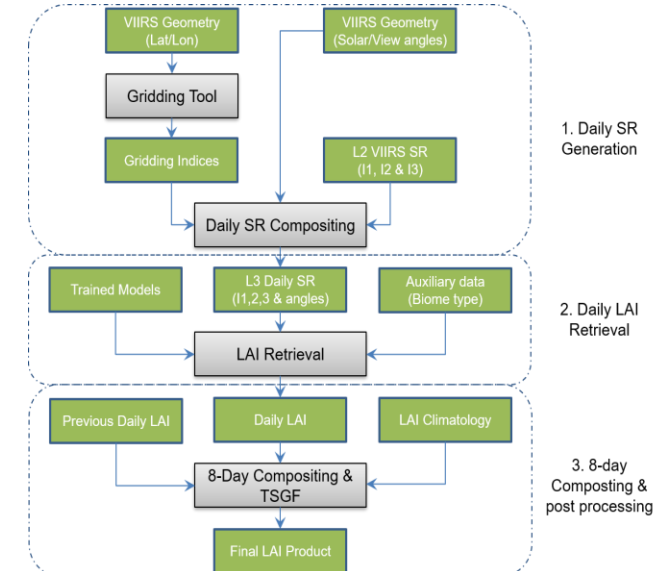 VIIRS Geometry
(Lat/Lon)
VIIRS Geometry
(Solar/View angles)
Gridding Tool
Gridding Indices
L2 VIIRS SR
(I1, I2 & I3)
Daily SR Compositing
1. Daily SR
Generation
Trained Models
L3 Daily SR
(I1,2,3 & angles)
Auxiliary data
(Biome type)
LAI Retrieval
2. Daily LAI
Retrieval
Previous Daily LAI
Daily LAI
LAI Climatology
8-Day Compositing &
TSGF
Final LAI Product
3. 8-day
Composting &
post processing